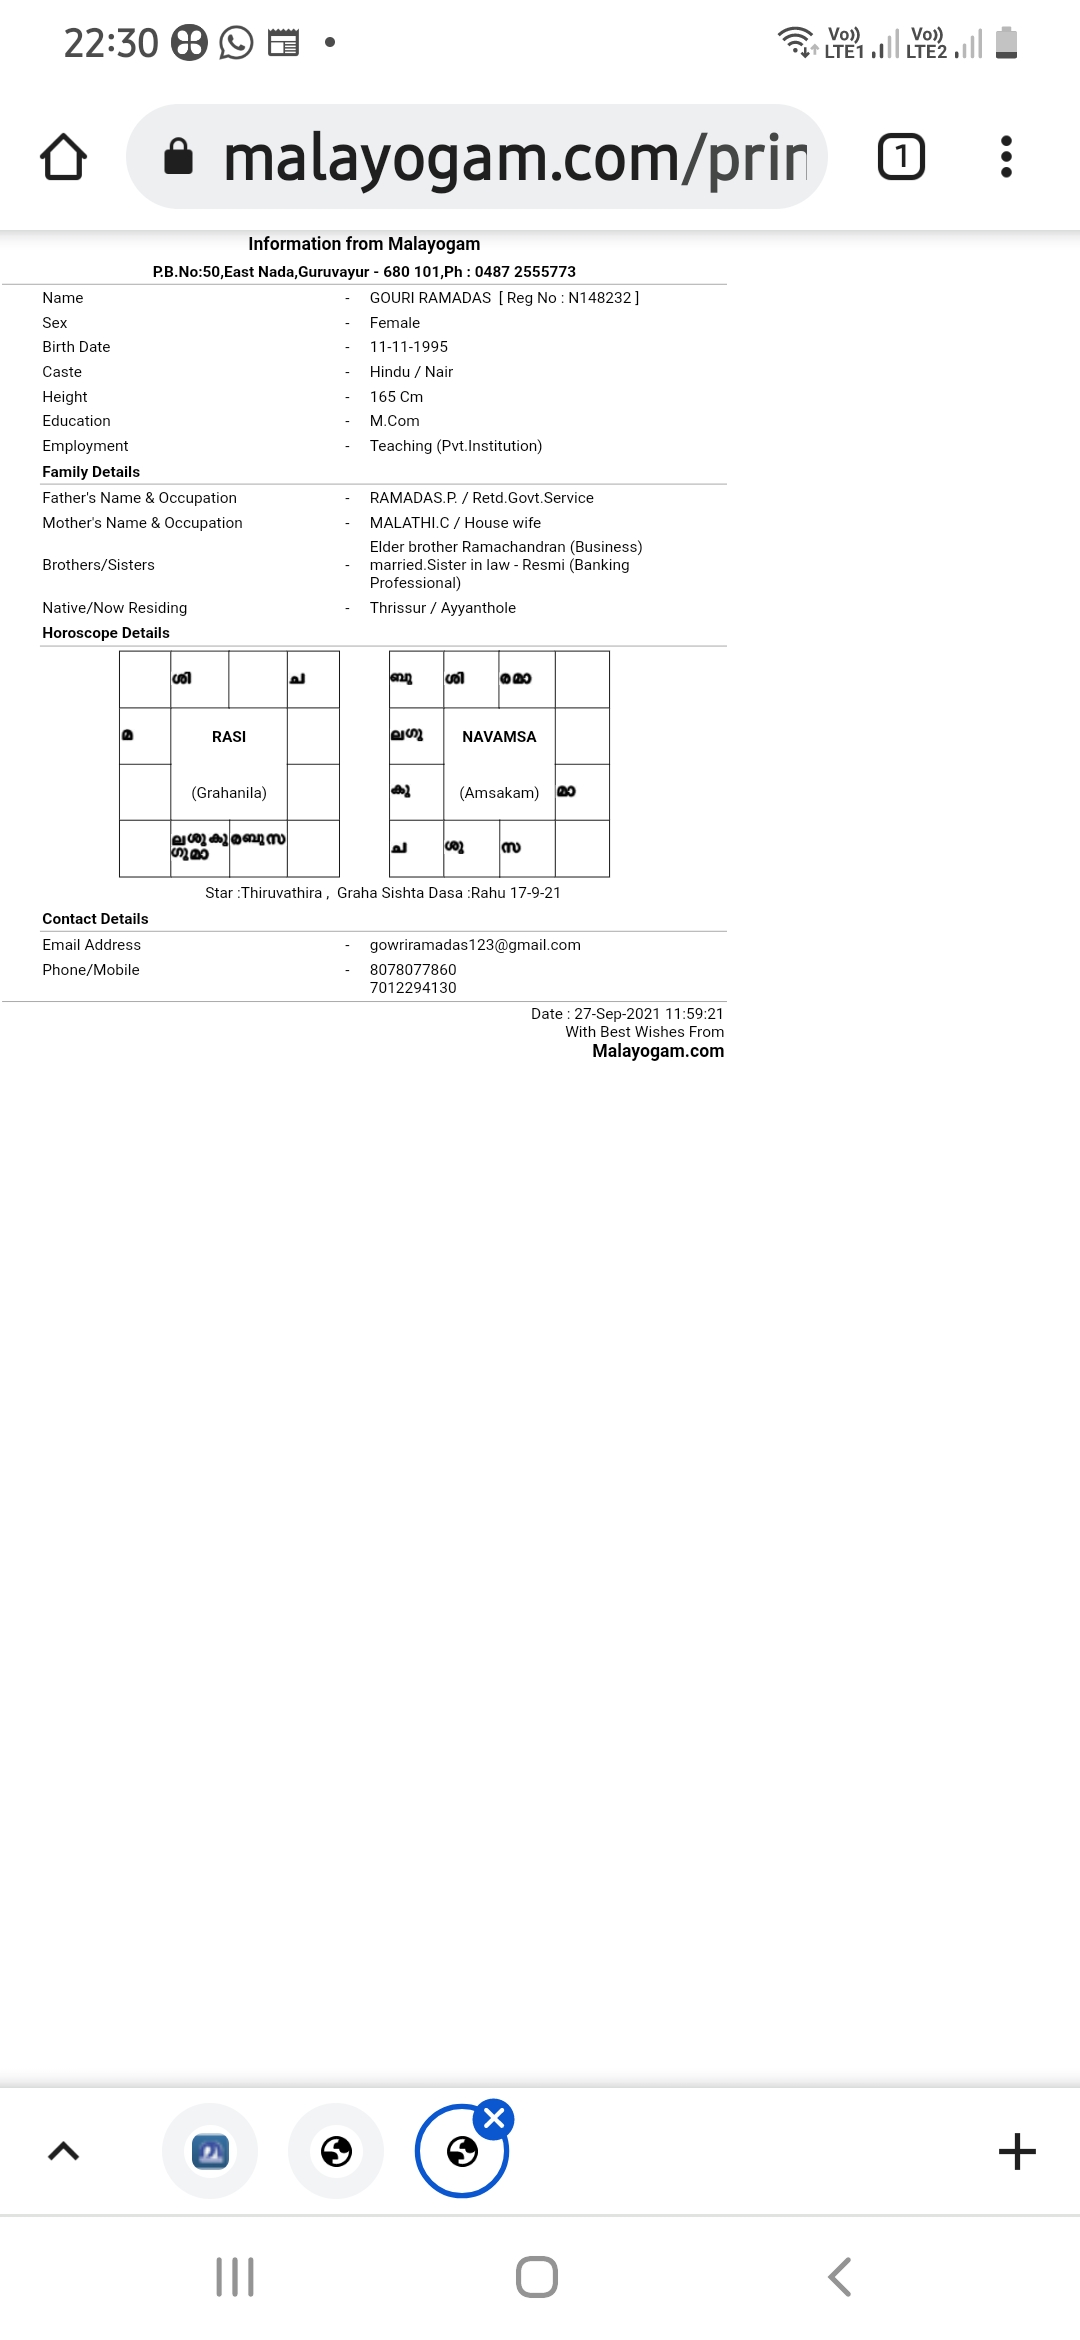 22:30
Vo)) LTE1 Vo)) LTE2
malayogam.com/prin
1
Information from Malayogam
P.B.No:50,East Nada,Guruvayur - 680 101,Ph : 0487 2555773
Name - GOURI RAMADAS [ Reg No : N148232 ]
Sex - Female
Birth Date - 11-11-1995
Caste - Hindu / Nair
Height - 165 Cm
Education - M.Com
Employment - Teaching (Pvt.Institution)
Family Details
Father's Name & Occupation - RAMADAS.P. / Retd.Govt.Service
Mother's Name & Occupation - MALATHI.C / House wife
Brothers/Sisters - Elder brother Ramachandran (Business)
married.Sister in law - Resmi (Banking
Professional)
Native/Now Residing - Thrissur / Ayyanthole
Horoscope Details
ശി ച
മ RASI
(Grahanila)
ല ശു കു രബുസ
ഗുമാ
ബു ശി രമാ
ലഗു NAVAMSA
കു (Amsakam) മാ
ച ശു സ
Star :Thiruvathira , Graha Sishta Dasa :Rahu 17-9-21
Contact Details
Email Address - gowriramadas123@gmail.com
Phone/Mobile - 8078077860
7012294130
Date : 27-Sep-2021 11:59:21
With Best Wishes From
Malayogam.com